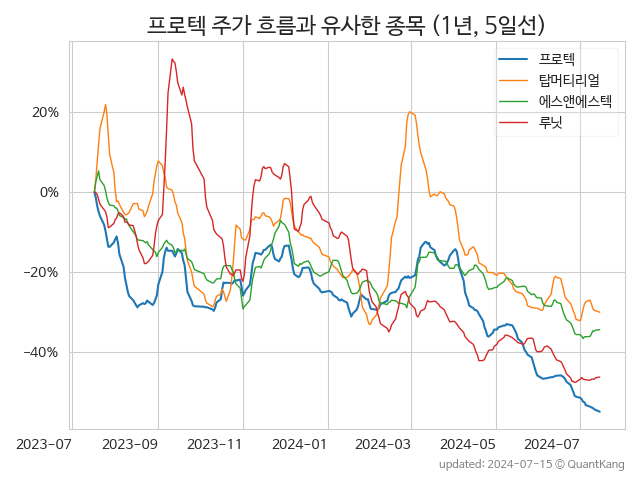 프로텍 주가 흐름과 유사한 종목 (1년, 5일선)
프로텍
탑머티리얼
에스앤에스텍
루닛
20%
0%
−20%
−40%
2023-07 2023-09 2023-11 2024-01 2024-03 2024-05 2024-07
updated: 2024-07-15 © QuantKang